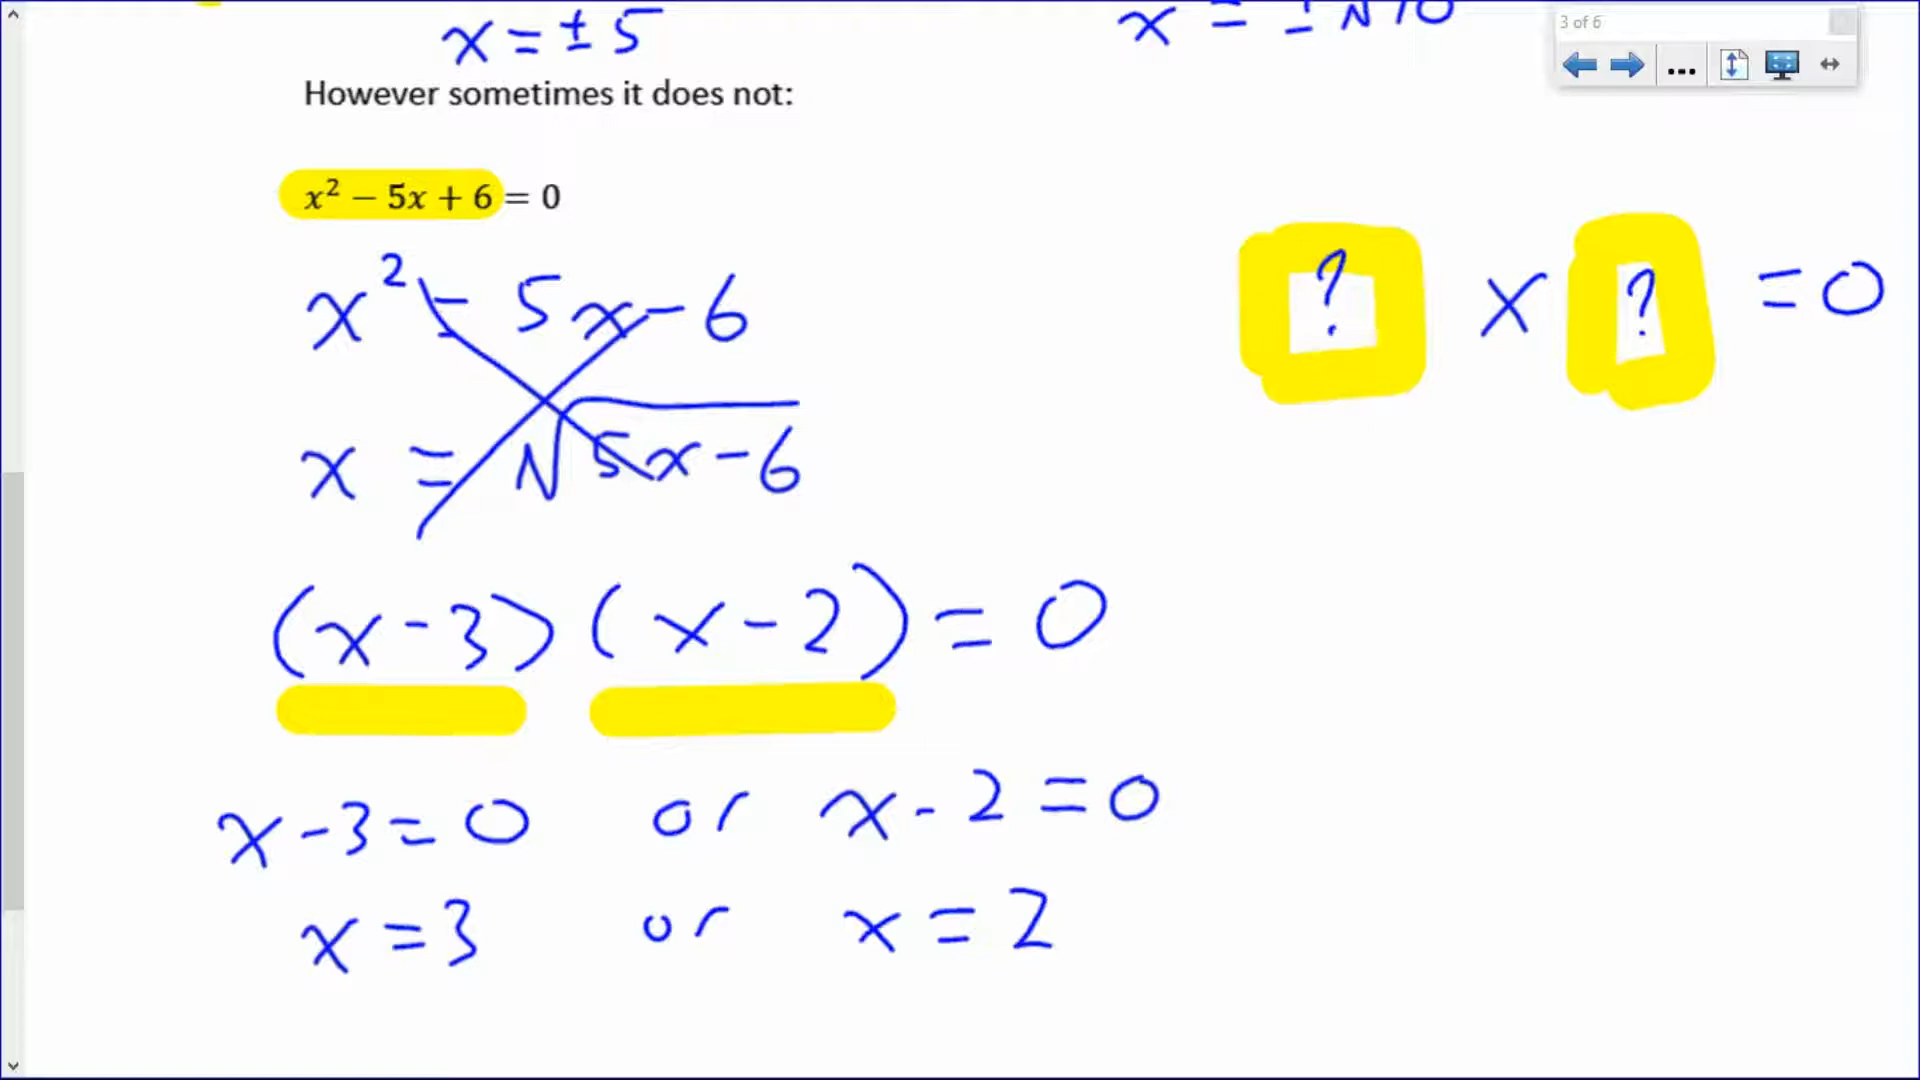 x = ± 5
x = ± √10
3 of 6
However sometimes it does not:
x² − 5x + 6 = 0
x² = 5x − 6
? × ? = 0
x = √5x − 6
(x − 3) (x − 2) = 0
x − 3 = 0 or x − 2 = 0
x = 3 or x = 2